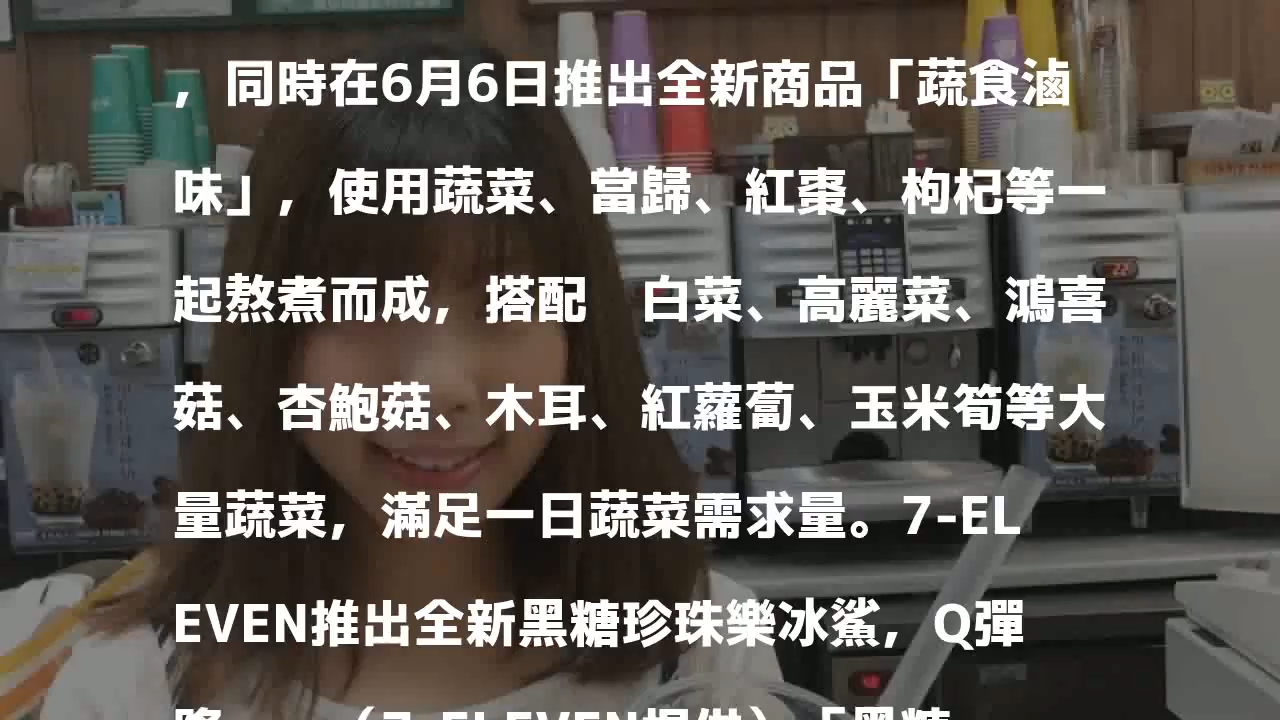 ，同時在6月6日推出全新商品「蔬食滷
味」，使用蔬菜、當歸、紅棗、枸杞等一
起熬煮而成，搭配　白菜、高麗菜、鴻喜
菇、杏鮑菇、木耳、紅蘿蔔、玉米筍等大
量蔬菜，滿足一日蔬菜需求量。7-EL
EVEN推出全新黑糖珍珠樂冰鯊，Q彈